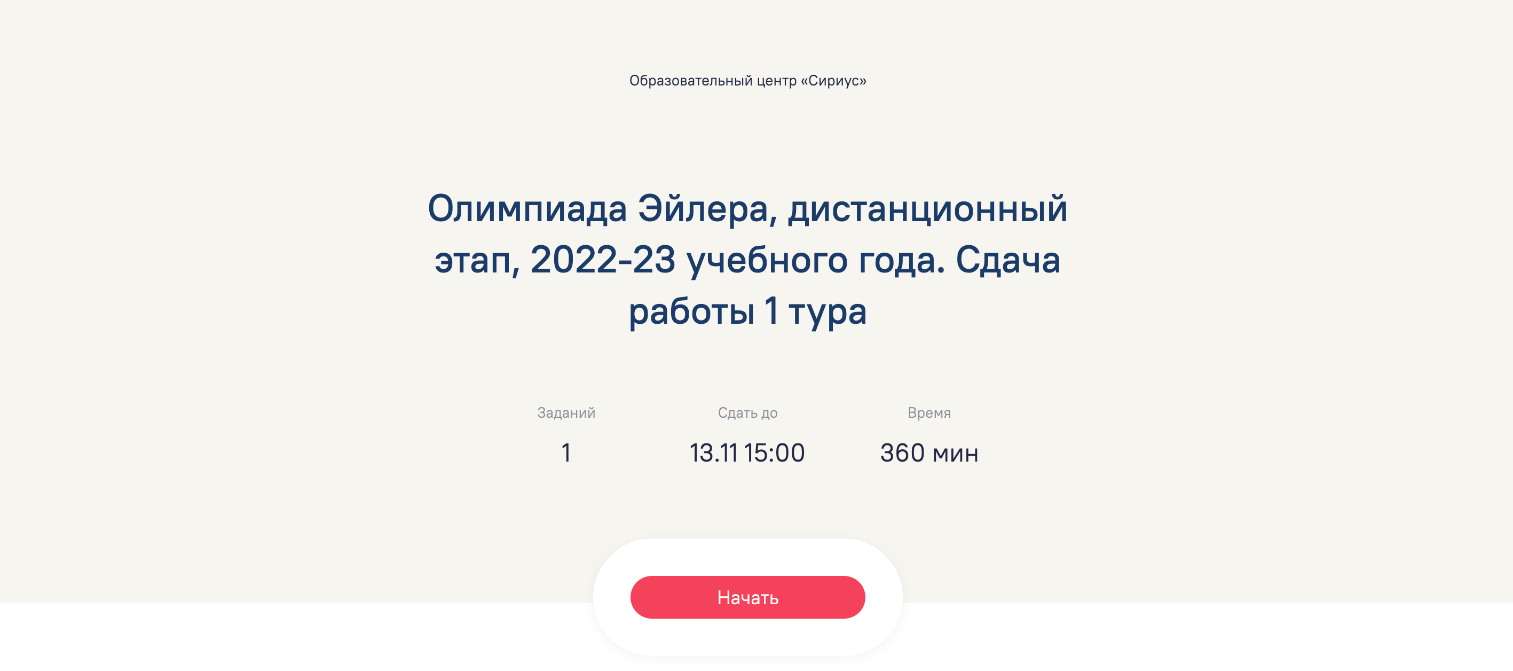 Образовательный центр «Сириус»
Олимпиада Эйлера, дистанционный
этап, 2022-23 учебного года. Сдача
работы 1 тура
Заданий Сдать до Время
1 13.11 15:00 360 мин
Начать